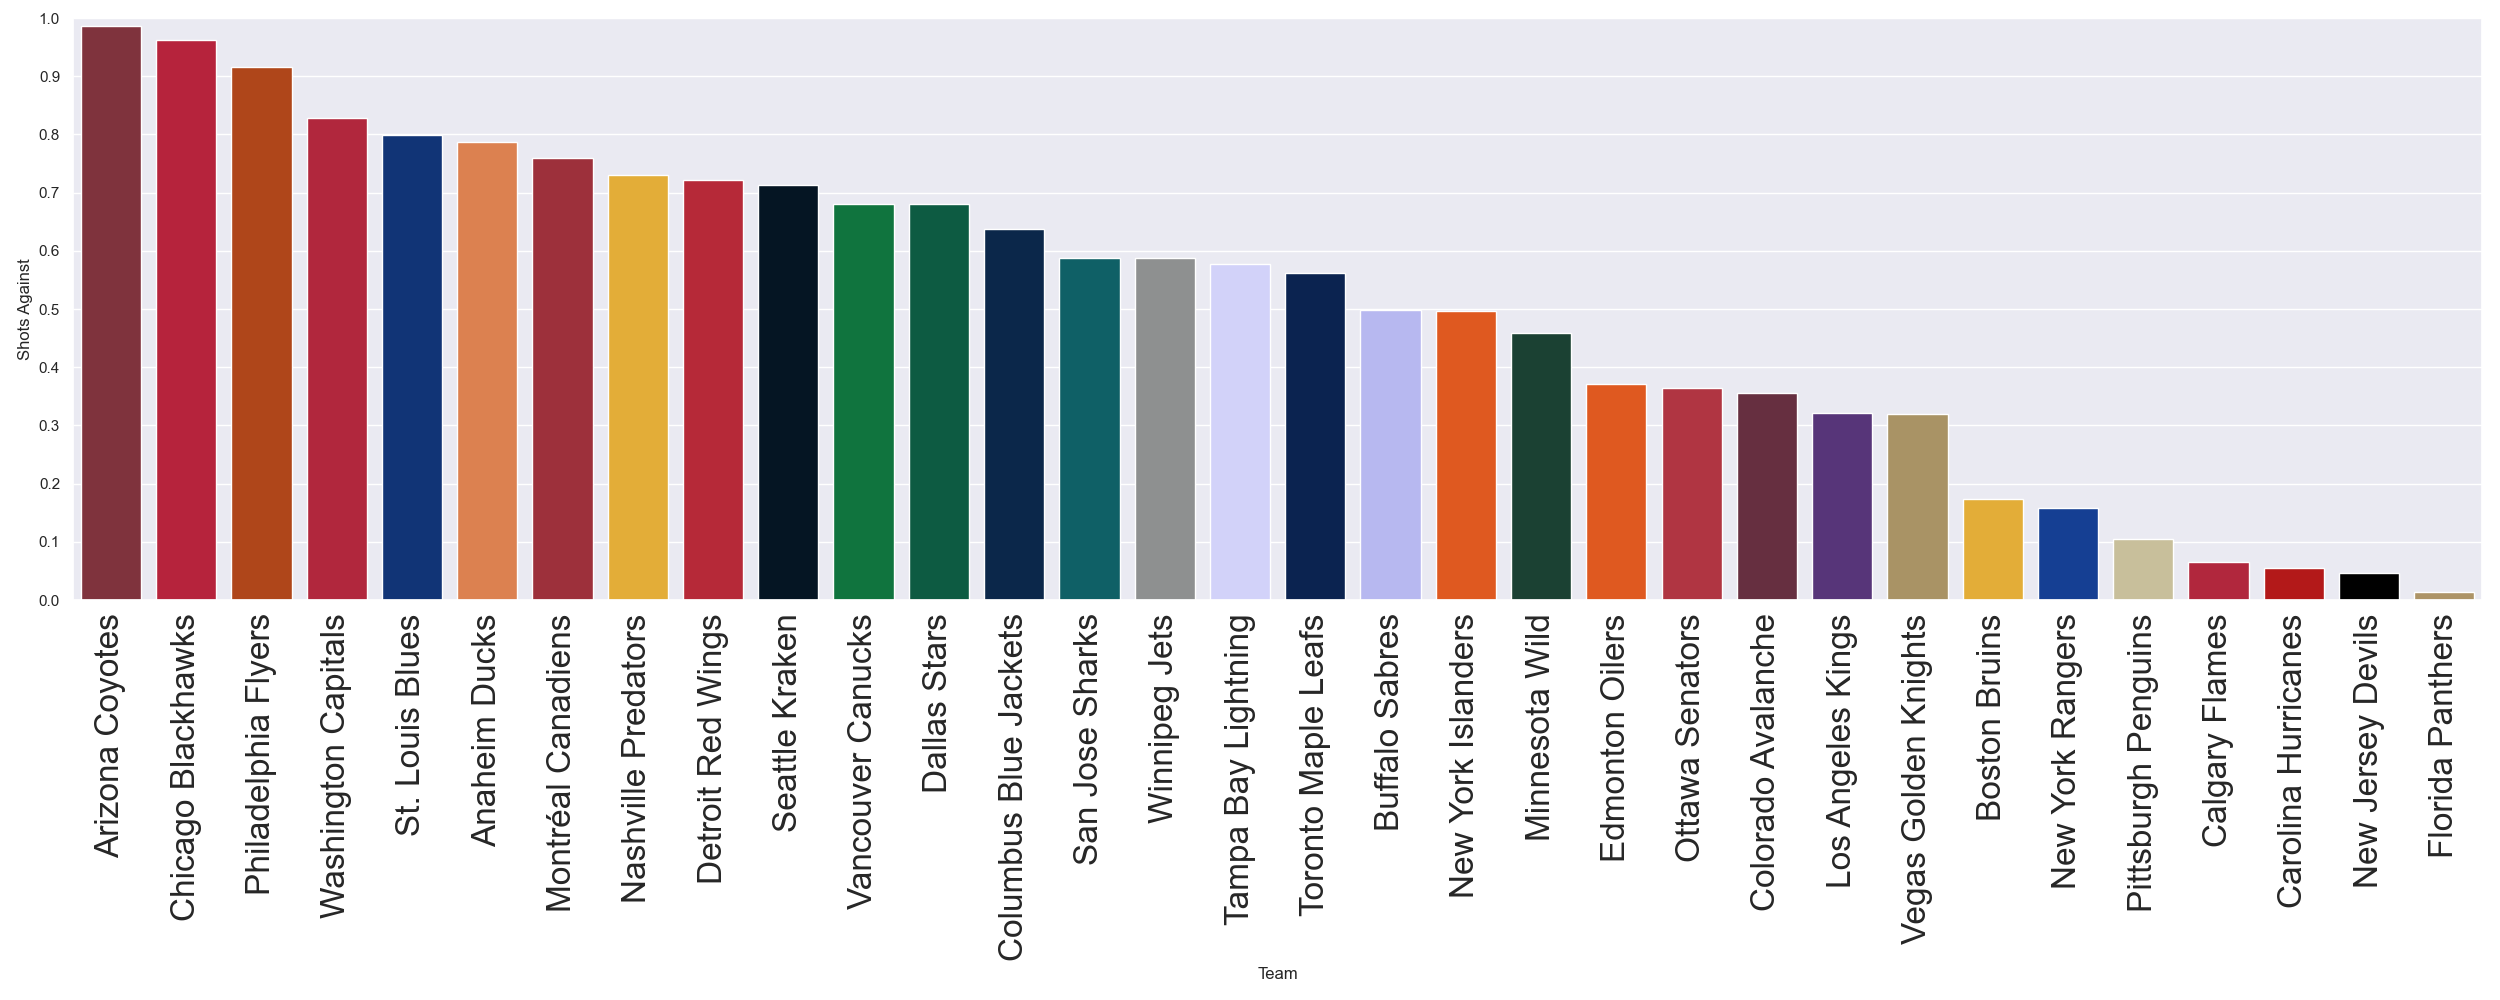 1.0
0.9
0.8
0.7
0.6
0.5
0.4
0.3
0.2
0.1
0.0
Shots Against
Arizona Coyotes
Chicago Blackhawks
Philadelphia Flyers
Washington Capitals
St. Louis Blues
Anaheim Ducks
Montréal Canadiens
Nashville Predators
Detroit Red Wings
Seattle Kraken
Vancouver Canucks
Dallas Stars
Columbus Blue Jackets
San Jose Sharks
Winnipeg Jets
Tampa Bay Lightning
Toronto Maple Leafs
Buffalo Sabres
New York Islanders
Minnesota Wild
Edmonton Oilers
Ottawa Senators
Colorado Avalanche
Los Angeles Kings
Vegas Golden Knights
Boston Bruins
New York Rangers
Pittsburgh Penguins
Calgary Flames
Carolina Hurricanes
New Jersey Devils
Florida Panthers
Team